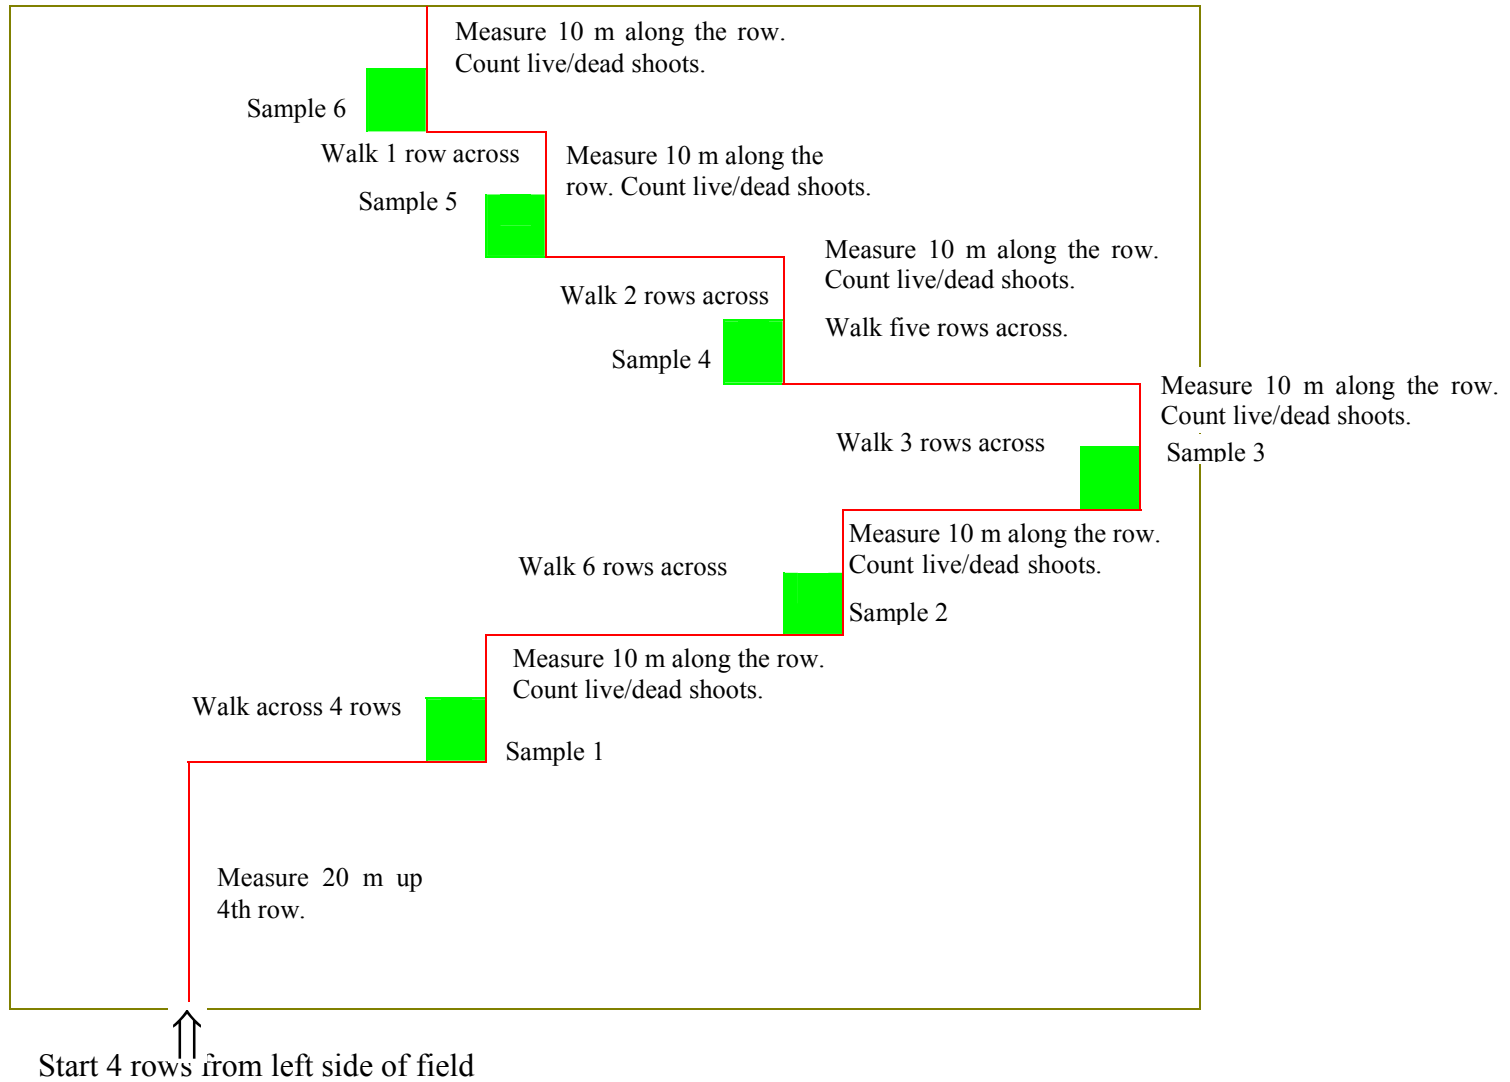 Measure 10 m along the row.
Count live/dead shoots.
Sample 6
Walk 1 row across
Measure 10 m along the
row. Count live/dead shoots.
Sample 5
Measure 10 m along the row.
Count live/dead shoots.
Walk 2 rows across
Walk five rows across.
Sample 4
Measure 10 m along the row.
Count live/dead shoots.
Walk 3 rows across
Sample 3
Measure 10 m along the row.
Count live/dead shoots.
Walk 6 rows across
Sample 2
Measure 10 m along the row.
Count live/dead shoots.
Walk across 4 rows
Sample 1
Measure 20 m up
4th row.
Start 4 rows from left side of field